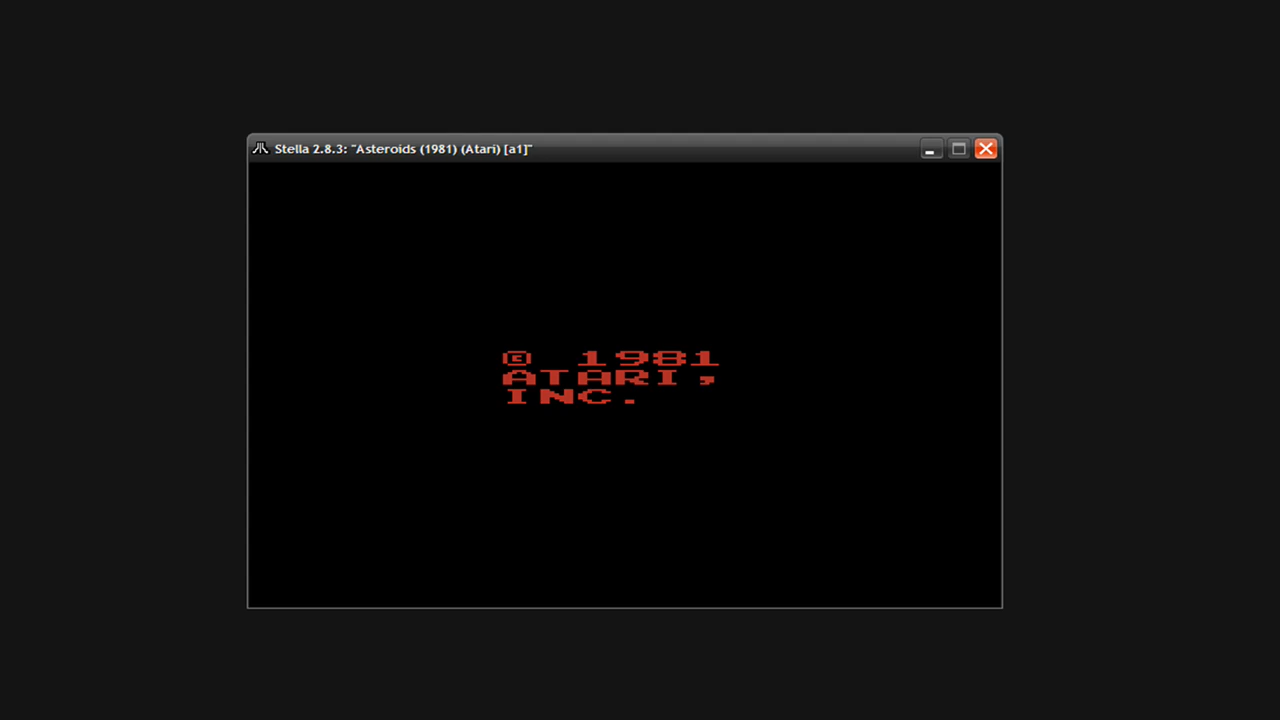 Stella 2.8.3: "Asteroids (1981) (Atari) [a1]"
© 1981
ATARI,
INC.